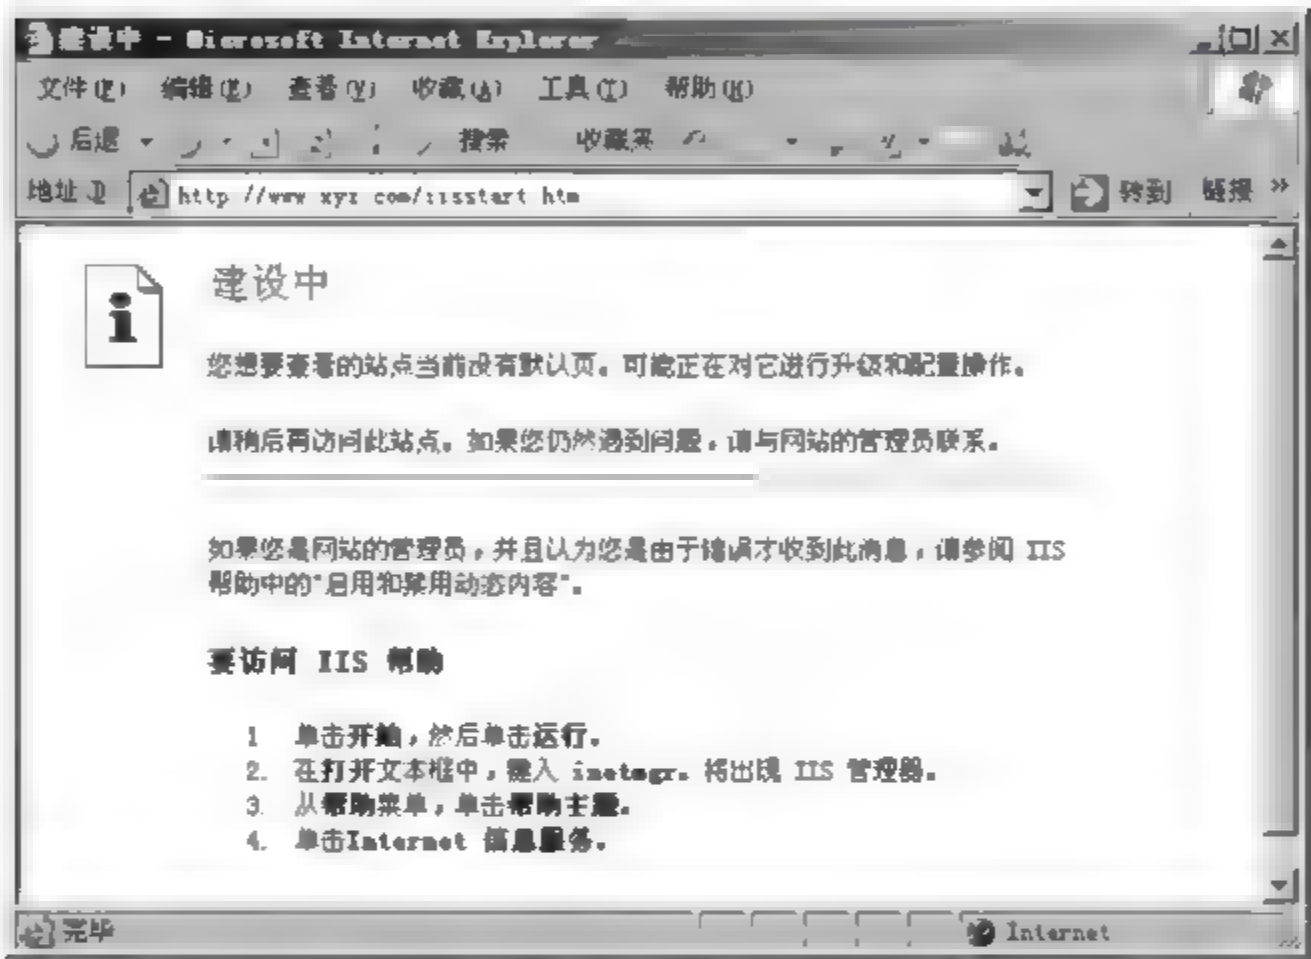 建设中 - Microsoft Internet Explorer
文件(F) 编辑(E) 查看(V) 收藏(A) 工具(T) 帮助(H)
后退 搜索 收藏夹
地址 http //www xyz com/iisstart htm 转到 链接 »
建设中
您想要查看的站点当前没有默认页。可能正在对它进行升级和配置操作。
请稍后再访问此站点。如果您仍然遇到问题，请与网站的管理员联系。
如果您是网站的管理员，并且认为您是由于错误才收到此消息，请参阅 IIS
帮助中的"启用和禁用动态内容"。
要访问 IIS 帮助
1 单击开始，然后单击运行。
2. 在打开文本框中，键入 inetmgr。将出现 IIS 管理器。
3. 从帮助菜单，单击帮助主题。
4. 单击Internet 信息服务。
完毕 Internet